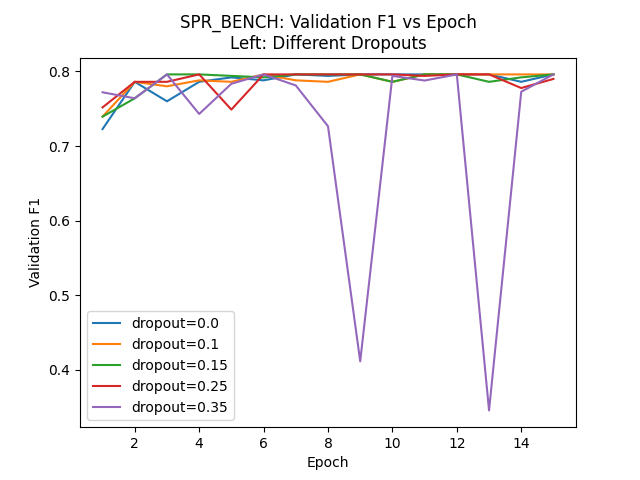 SPR_BENCH: Validation F1 vs Epoch
Left: Different Dropouts
0.8
0.7
0.6
0.5
0.4
Validation F1
dropout=0.0
dropout=0.1
dropout=0.15
dropout=0.25
dropout=0.35
2 4 6 8 10 12 14
Epoch